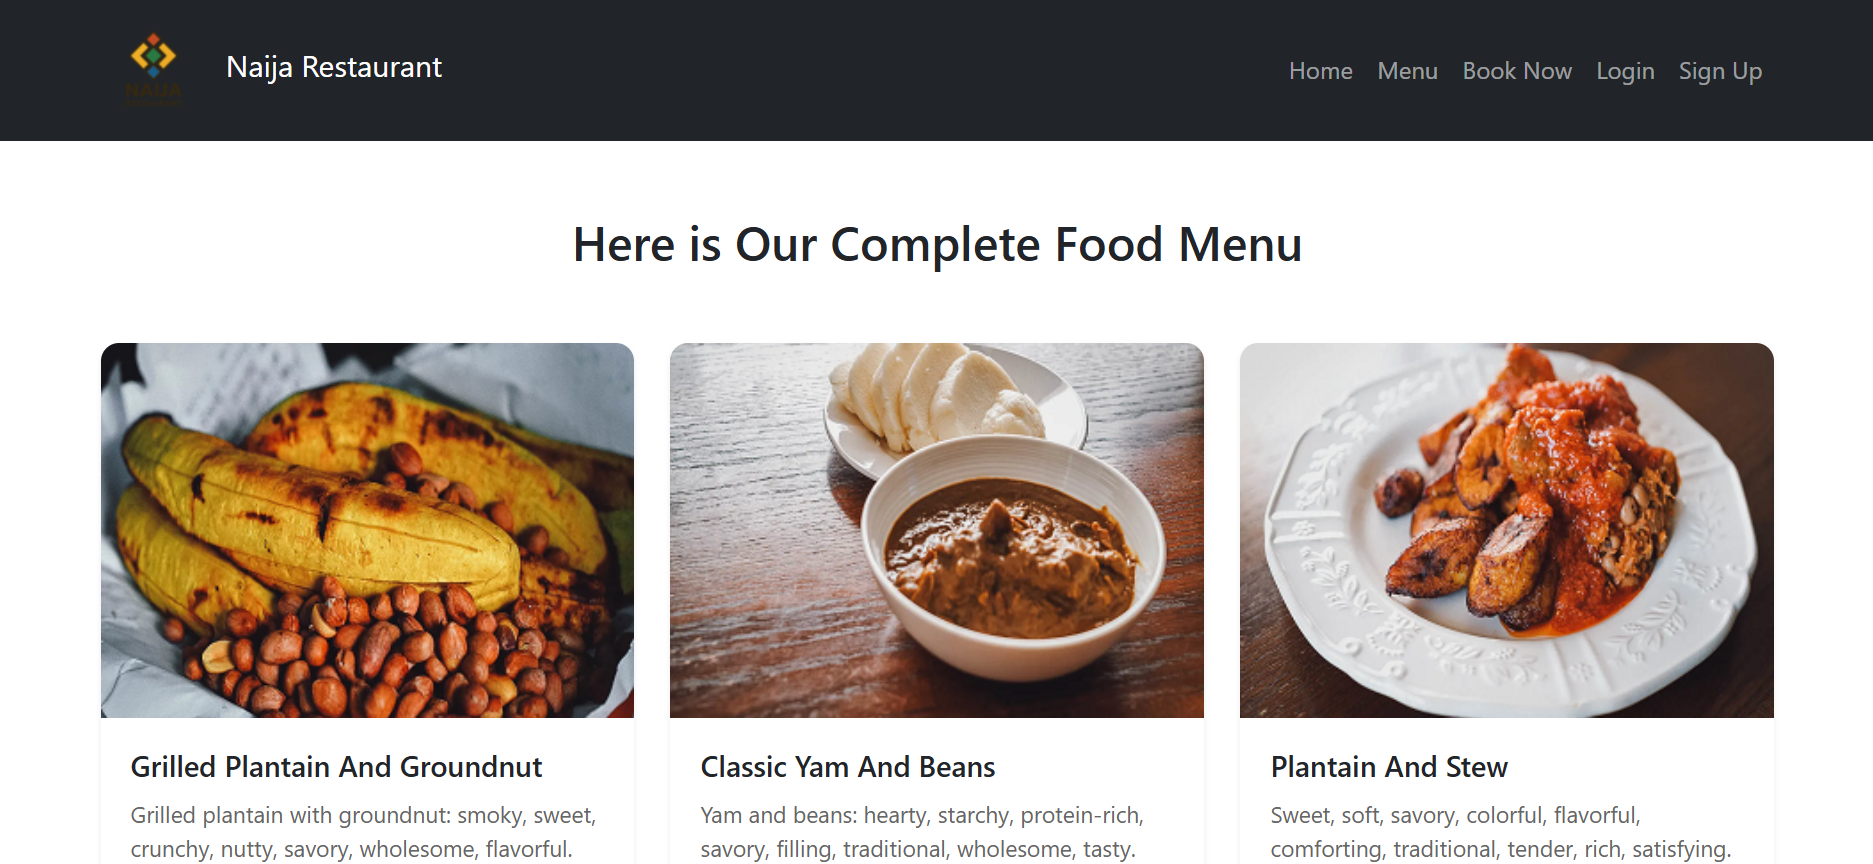 NAIJA
Naija Restaurant
Home Menu Book Now Login Sign Up
Here is Our Complete Food Menu
Grilled Plantain And Groundnut
Grilled plantain with groundnut: smoky, sweet,
crunchy, nutty, savory, wholesome, flavorful.
Classic Yam And Beans
Yam and beans: hearty, starchy, protein-rich,
savory, filling, traditional, wholesome, tasty.
Plantain And Stew
Sweet, soft, savory, colorful, flavorful,
comforting, traditional, tender, rich, satisfying.